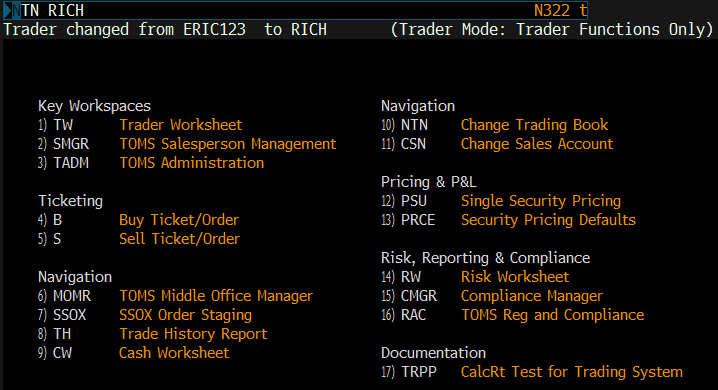 NTN RICH N322 t
Trader changed from ERIC123 to RICH (Trader Mode: Trader Functions Only)
Key Workspaces
1) TW Trader Worksheet
2) SMGR TOMS Salesperson Management
3) TADM TOMS Administration
Ticketing
4) B Buy Ticket/Order
5) S Sell Ticket/Order
Navigation
6) MOMR TOMS Middle Office Manager
7) SSOX SSOX Order Staging
8) TH Trade History Report
9) CW Cash Worksheet
Navigation
10) NTN Change Trading Book
11) CSN Change Sales Account
Pricing & P&L
12) PSU Single Security Pricing
13) PRCE Security Pricing Defaults
Risk, Reporting & Compliance
14) RW Risk Worksheet
15) CMGR Compliance Manager
16) RAC TOMS Reg and Compliance
Documentation
17) TRPP CalcRt Test for Trading System